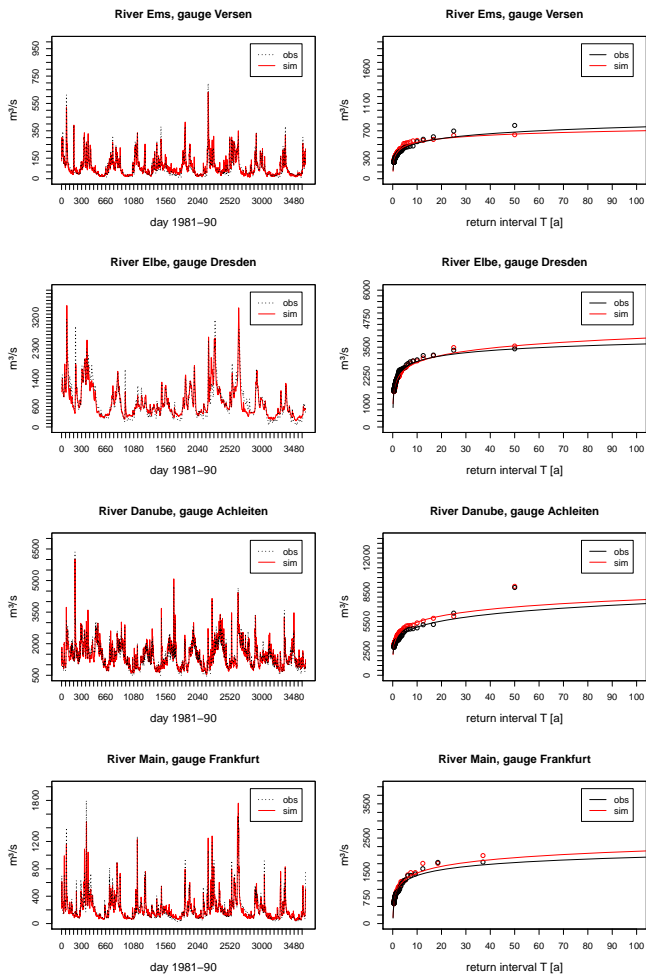 River Ems, gauge Versen
m³/s
150 350 550 750 950
0
obs
sim
0 300 660 1080 1560 2040 2520 3000 3480
day 1981–90
River Ems, gauge Versen
m³/s
0 300 700 1100 1600 2000
obs
sim
0 10 20 30 40 50 60 70 80 90 100
return interval T [a]
River Elbe, gauge Dresden
m³/s
0 600 1400 2300 3200
obs
sim
0 300 660 1080 1560 2040 2520 3000 3480
day 1981–90
River Elbe, gauge Dresden
m³/s
0 1000 2250 3500 4750 6000
obs
sim
0 10 20 30 40 50 60 70 80 90 100
return interval T [a]
River Danube, gauge Achleiten
m³/s
500 2000 3500 5000 6500
obs
sim
0 300 660 1080 1560 2040 2520 3000 3480
day 1981–90
River Danube, gauge Achleiten
m³/s
0 2500 5500 8500 12000
obs
sim
0 10 20 30 40 50 60 70 80 90 100
return interval T [a]
River Main, gauge Frankfurt
m³/s
0 400 800 1200 1800
obs
sim
0 300 660 1080 1560 2040 2520 3000 3480
day 1981–90
River Main, gauge Frankfurt
m³/s
0 750 1500 2500 3500
obs
sim
0 10 20 30 40 50 60 70 80 90 100
return interval T [a]